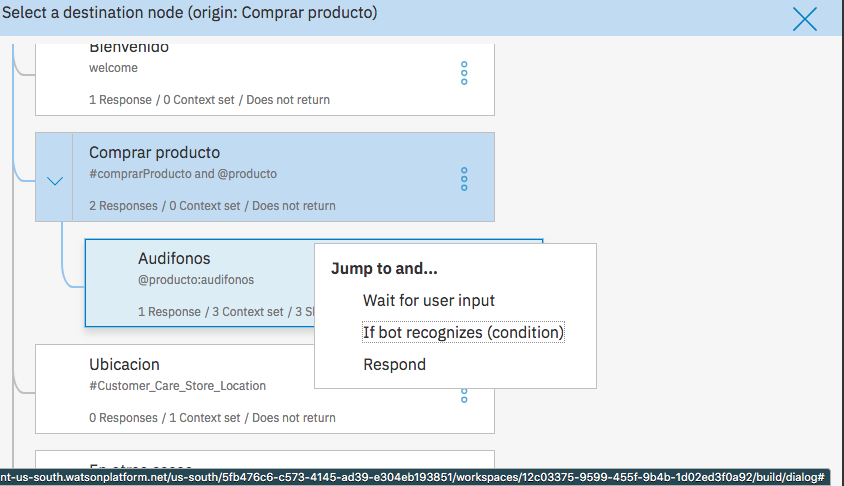 Select a destination node (origin: Comprar producto)
Bienvenido
welcome
1 Response / 0 Context set / Does not return
Comprar producto
#comprarProducto and @producto
2 Responses / 0 Context set / Does not return
Audifonos
@producto:audifonos
1 Response / 3 Context set / 3 Sl
Jump to and...
Wait for user input
If bot recognizes (condition)
Respond
Ubicacion
#Customer_Care_Store_Location
0 Responses / 1 Context set / Does not return
En otros casos
nt-us-south.watsonplatform.net/us-south/5fb476c6-c573-4145-ad39-e304eb193851/workspaces/12c03375-9599-455f-9b4b-1d02ed3f0a92/build/dialog#